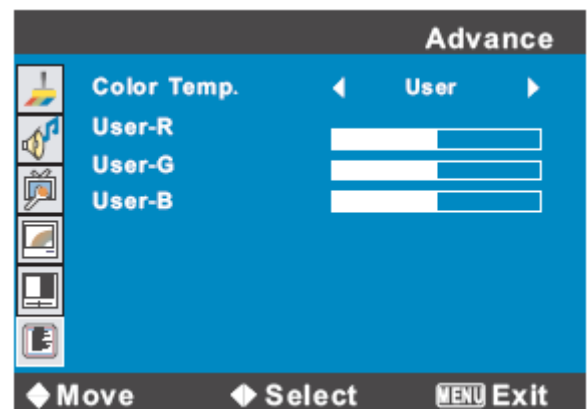 Advance
Color Temp. User
User-R
User-G
User-B
Move Select MENU Exit